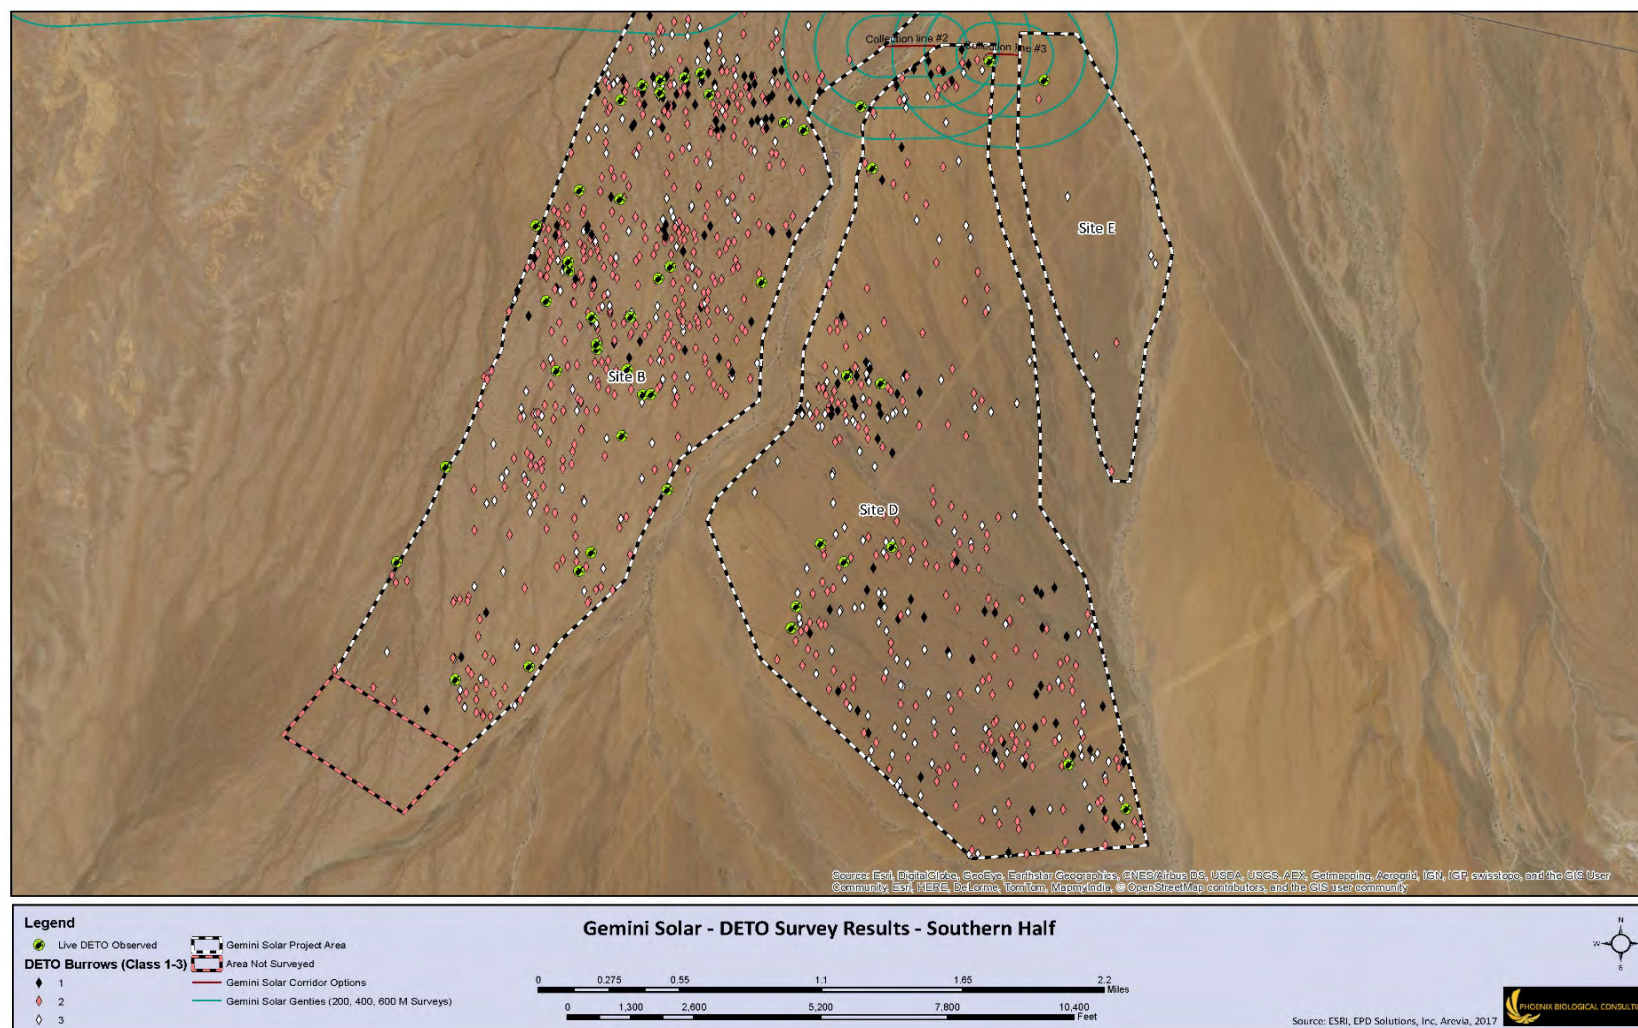 Collection line #2
Collection line #3
Site E
Site B
Site D
Source: Esri, DigitalGlobe, GeoEye, Earthstar Geographics, CNES/Airbus DS, USDA, USGS, AEX, Getmapping, Aerogrid, IGN, IGP, swisstopo, and the GIS User
Community, Esri, HERE, DeLorme, TomTom, MapmyIndia, © OpenStreetMap contributors, and the GIS user community
Legend
Live DETO Observed
DETO Burrows (Class 1-3)
1
2
3
Gemini Solar Project Area
Area Not Surveyed
Gemini Solar Corridor Options
Gemini Solar Genties (200, 400, 600 M Surveys)
Gemini Solar - DETO Survey Results - Southern Half
0 0.275 0.55 1.1 1.65 2.2
Miles
0 1,300 2,600 5,200 7,800 10,400
Feet
N
W E
S
Source: ESRI, EPD Solutions, Inc, Arevia, 2017
PHOENIX BIOLOGICAL